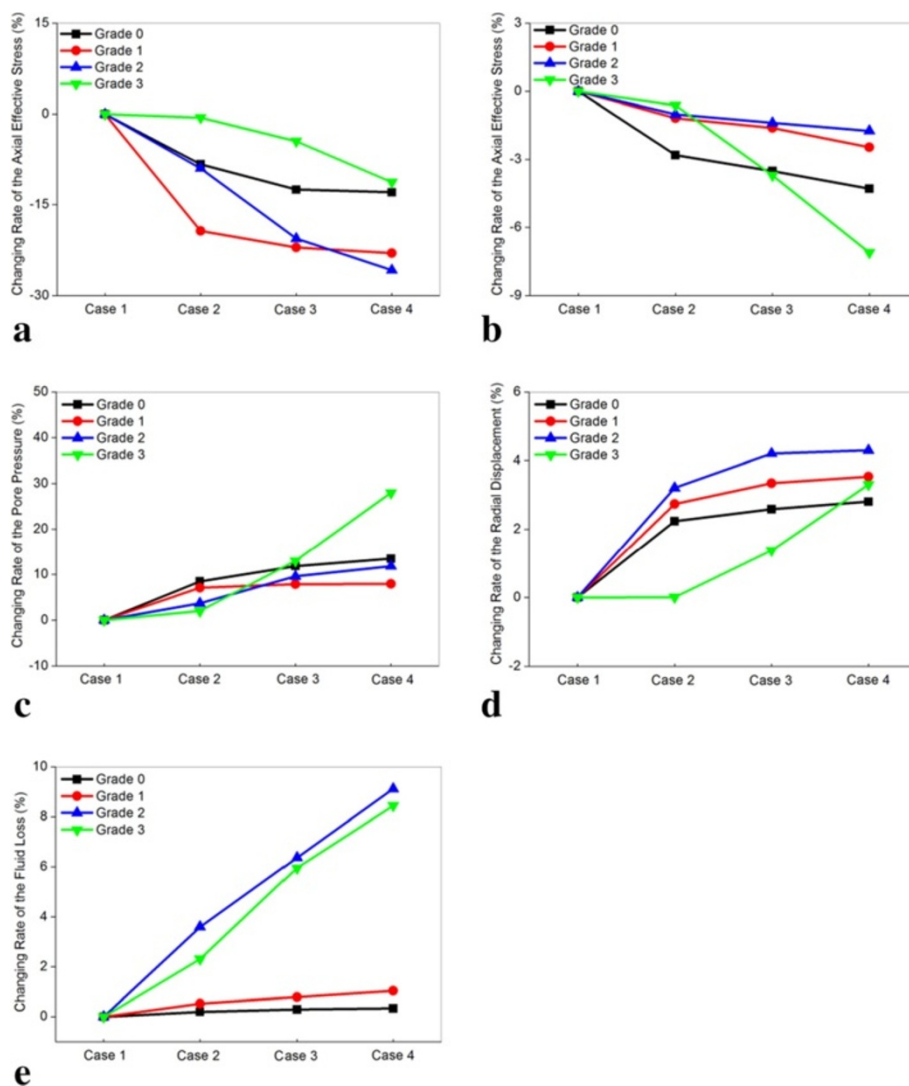 Changing Rate of the Axial Effective Stress (%)
15
0
-15
-30
Grade 0
Grade 1
Grade 2
Grade 3
Case 1 Case 2 Case 3 Case 4
a
Changing Rate of the Axial Effective Stress (%)
3
0
-3
-6
-9
Grade 0
Grade 1
Grade 2
Grade 3
Case 1 Case 2 Case 3 Case 4
b
Changing Rate of the Pore Pressure (%)
50
40
30
20
10
0
-10
Grade 0
Grade 1
Grade 2
Grade 3
Case 1 Case 2 Case 3 Case 4
c
Changing Rate of the Radial Displacement (%)
6
4
2
0
-2
Grade 0
Grade 1
Grade 2
Grade 3
Case 1 Case 2 Case 3 Case 4
d
Changing Rate of the Fluid Loss (%)
10
8
6
4
2
0
Grade 0
Grade 1
Grade 2
Grade 3
Case 1 Case 2 Case 3 Case 4
e